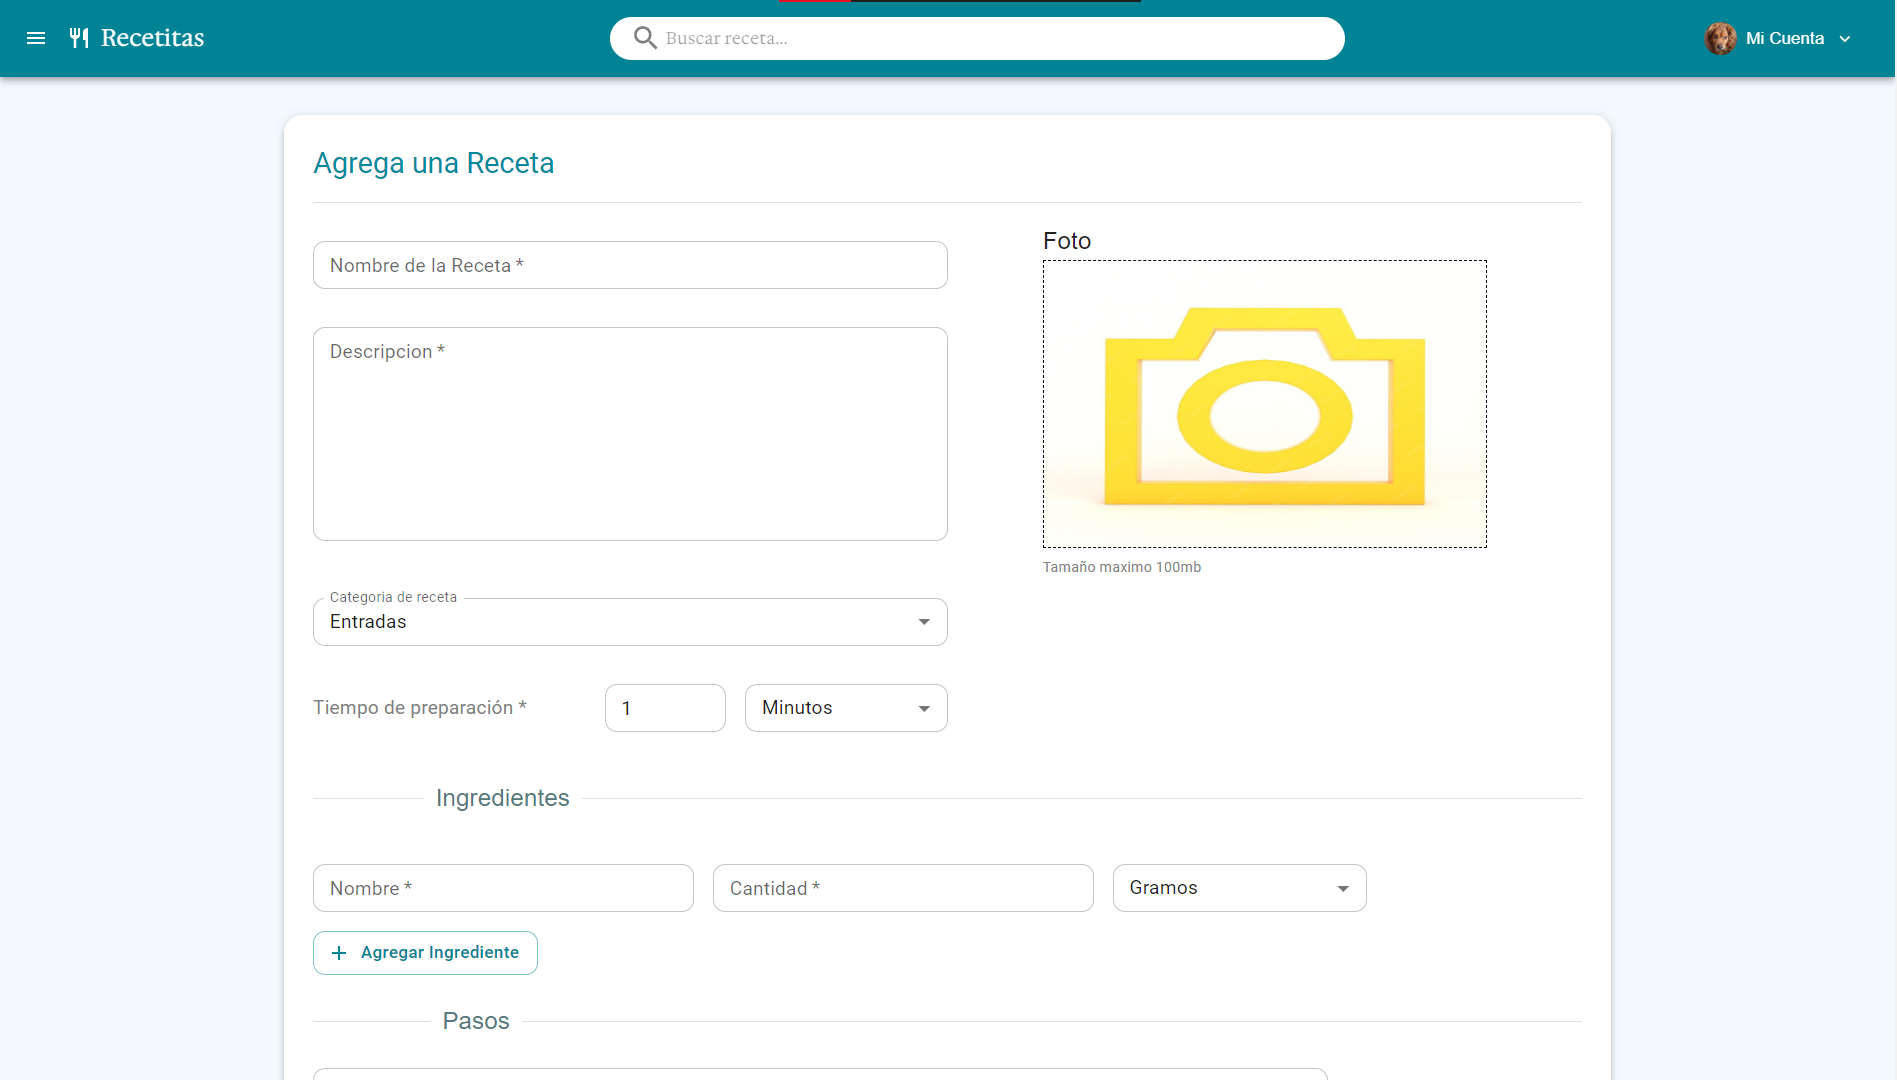 Recetitas
Buscar receta...
Mi Cuenta
Agrega una Receta
Nombre de la Receta *
Foto
Descripcion *
Tamaño maximo 100mb
Categoria de receta
Entradas
Tiempo de preparación *
1
Minutos
Ingredientes
Nombre *
Cantidad *
Gramos
Agregar Ingrediente
Pasos